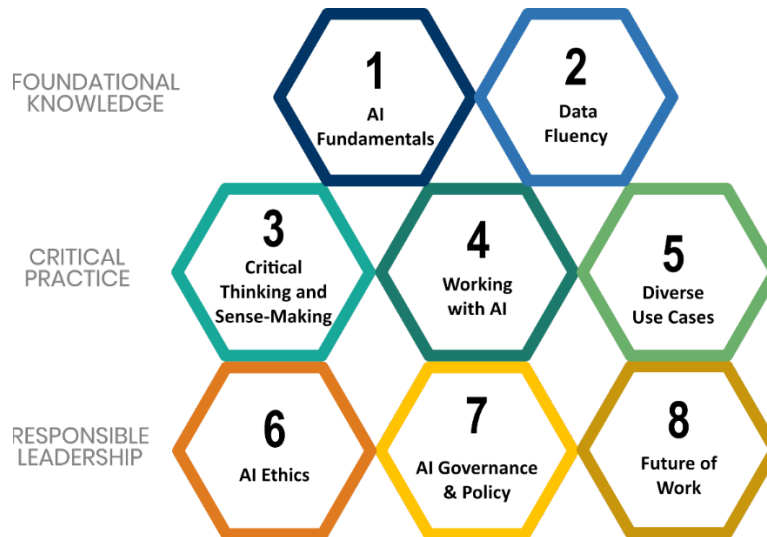 FOUNDATIONAL
KNOWLEDGE
1
AI
Fundamentals
2
Data
Fluency
CRITICAL
PRACTICE
3
Critical
Thinking and
Sense-Making
4
Working
with AI
5
Diverse
Use Cases
RESPONSIBLE
LEADERSHIP
6
AI Ethics
7
AI Governance
& Policy
8
Future of
Work